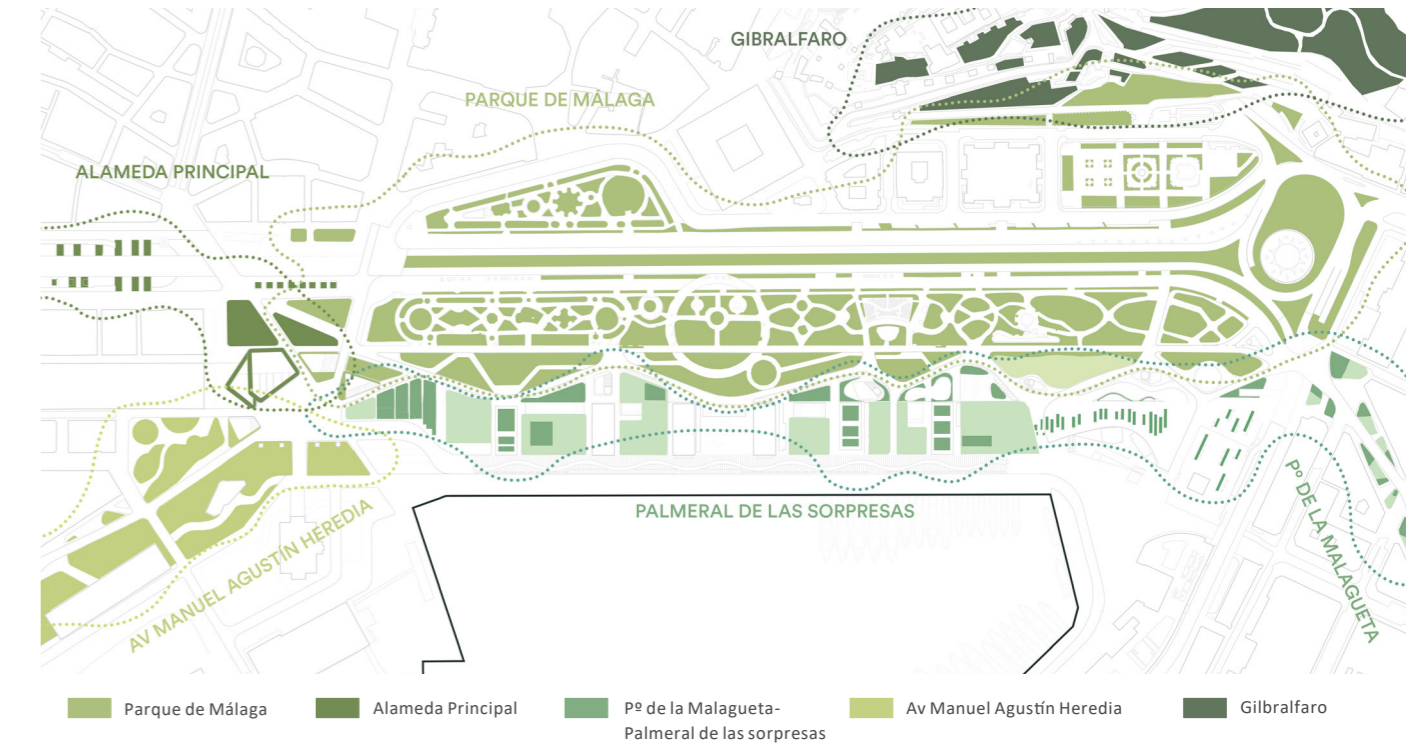 GIBRALFARO
PARQUE DE MÁLAGA
ALAMEDA PRINCIPAL
PALMERAL DE LAS SORPRESAS
Pº DE LA MALAGUETA
AV MANUEL AGUSTÍN HEREDIA
Parque de Málaga
Alameda Principal
Pº de la Malagueta-
Palmeral de las sorpresas
Av Manuel Agustín Heredia
Gilbralfaro